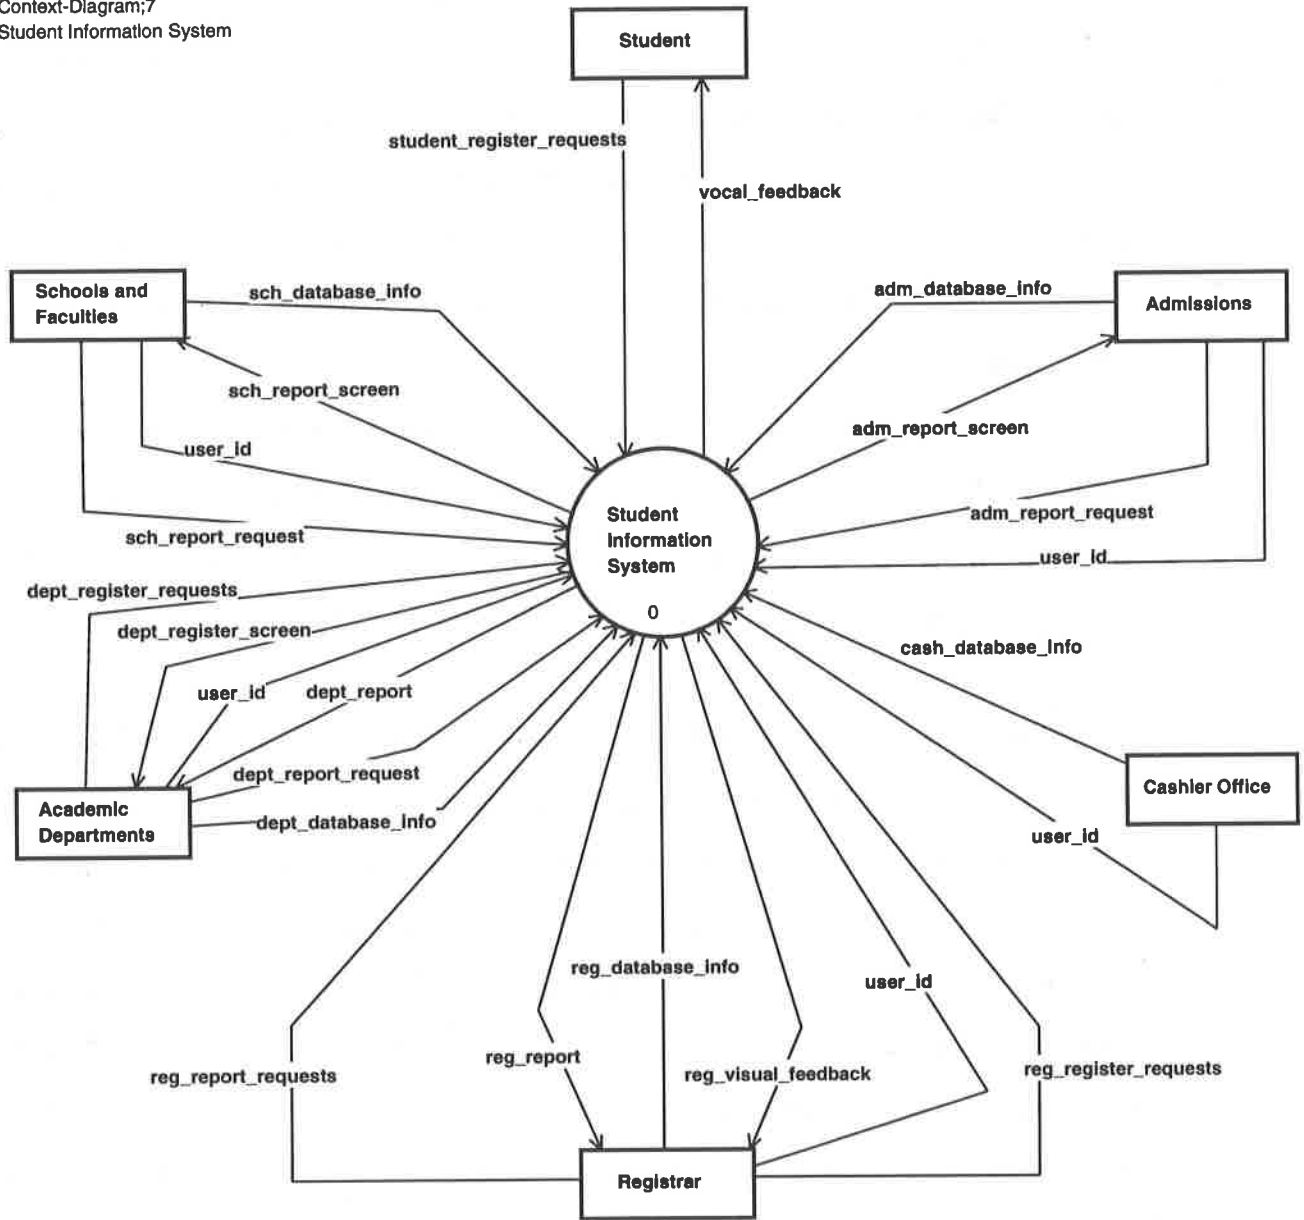 Context-Diagram;7
Student Information System
Student
student_register_requests
vocal_feedback
Schools and
Faculties
sch_database_info
adm_database_info
Admissions
sch_report_screen
adm_report_screen
user_id
Student
Information
System
0
adm_report_request
sch_report_request
user_id
dept_register_requests
dept_register_screen
cash_database_info
user_id
dept_report
dept_report_request
Cashier Office
Academic
Departments
dept_database_info
user_id
reg_database_info
user_id
reg_report
reg_report_requests
reg_visual_feedback
reg_register_requests
Registrar